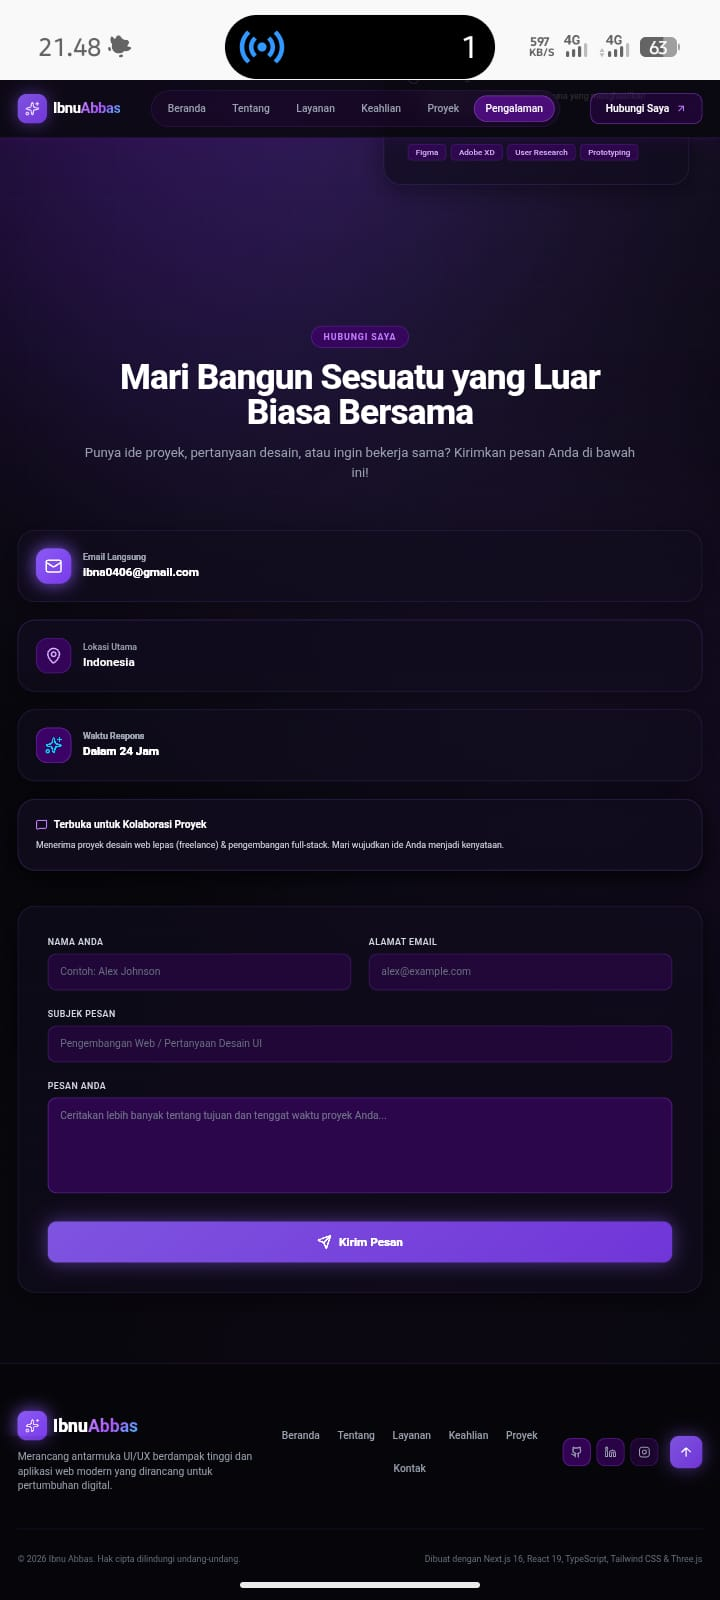 21.48
1
597
KB/S
4G
4G
63
IbnuAbbas
Beranda
Tentang
Layanan
Keahlian
Proyek
Pengalaman
Hubungi Saya
Figma
Adobe XD
User Research
Prototyping
HUBUNGI SAYA
Mari Bangun Sesuatu yang Luar
Biasa Bersama
Punya ide proyek, pertanyaan desain, atau ingin bekerja sama? Kirimkan pesan Anda di bawah
ini!
Email Langsung
ibna0406@gmail.com
Lokasi Utama
Indonesia
Waktu Respons
Dalam 24 Jam
Terbuka untuk Kolaborasi Proyek
Menerima proyek desain web lepas (freelance) & pengembangan full-stack. Mari wujudkan ide Anda menjadi kenyataan.
NAMA ANDA
ALAMAT EMAIL
Contoh: Alex Johnson
alex@example.com
SUBJEK PESAN
Pengembangan Web / Pertanyaan Desain UI
PESAN ANDA
Ceritakan lebih banyak tentang tujuan dan tenggat waktu proyek Anda...
Kirim Pesan
IbnuAbbas
Merancang antarmuka UI/UX berdampak tinggi dan
aplikasi web modern yang dirancang untuk
pertumbuhan digital.
Beranda
Tentang
Layanan
Keahlian
Proyek
Kontak
© 2026 Ibnu Abbas. Hak cipta dilindungi undang-undang.
Dibuat dengan Next.js 16, React 19, TypeScript, Tailwind CSS & Three.js